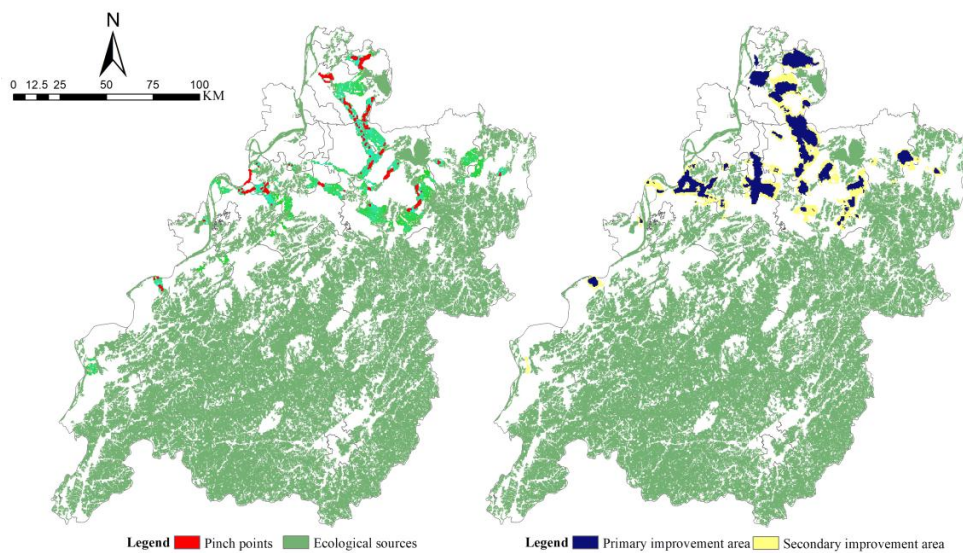 N
0 12.5 25 50 75 100
KM
Legend Pinch points Ecological sources
Legend Primary improvement area Secondary improvement area